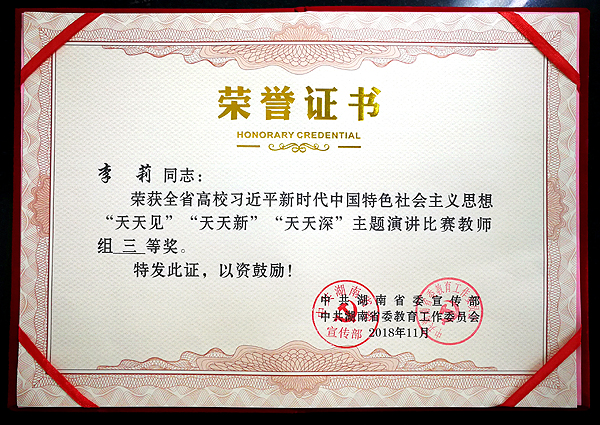 荣誉证书
HONORARY CREDENTIAL
李 莉 同志：
荣获全省高校习近平新时代中国特色社会主义思想
“天天见”“天天新”“天天深”主题演讲比赛教师
组 三 等奖。
特发此证，以资鼓励！
中共湖南省委宣传部
中共湖南省委教育工作委员会
2018年11月
宣传部